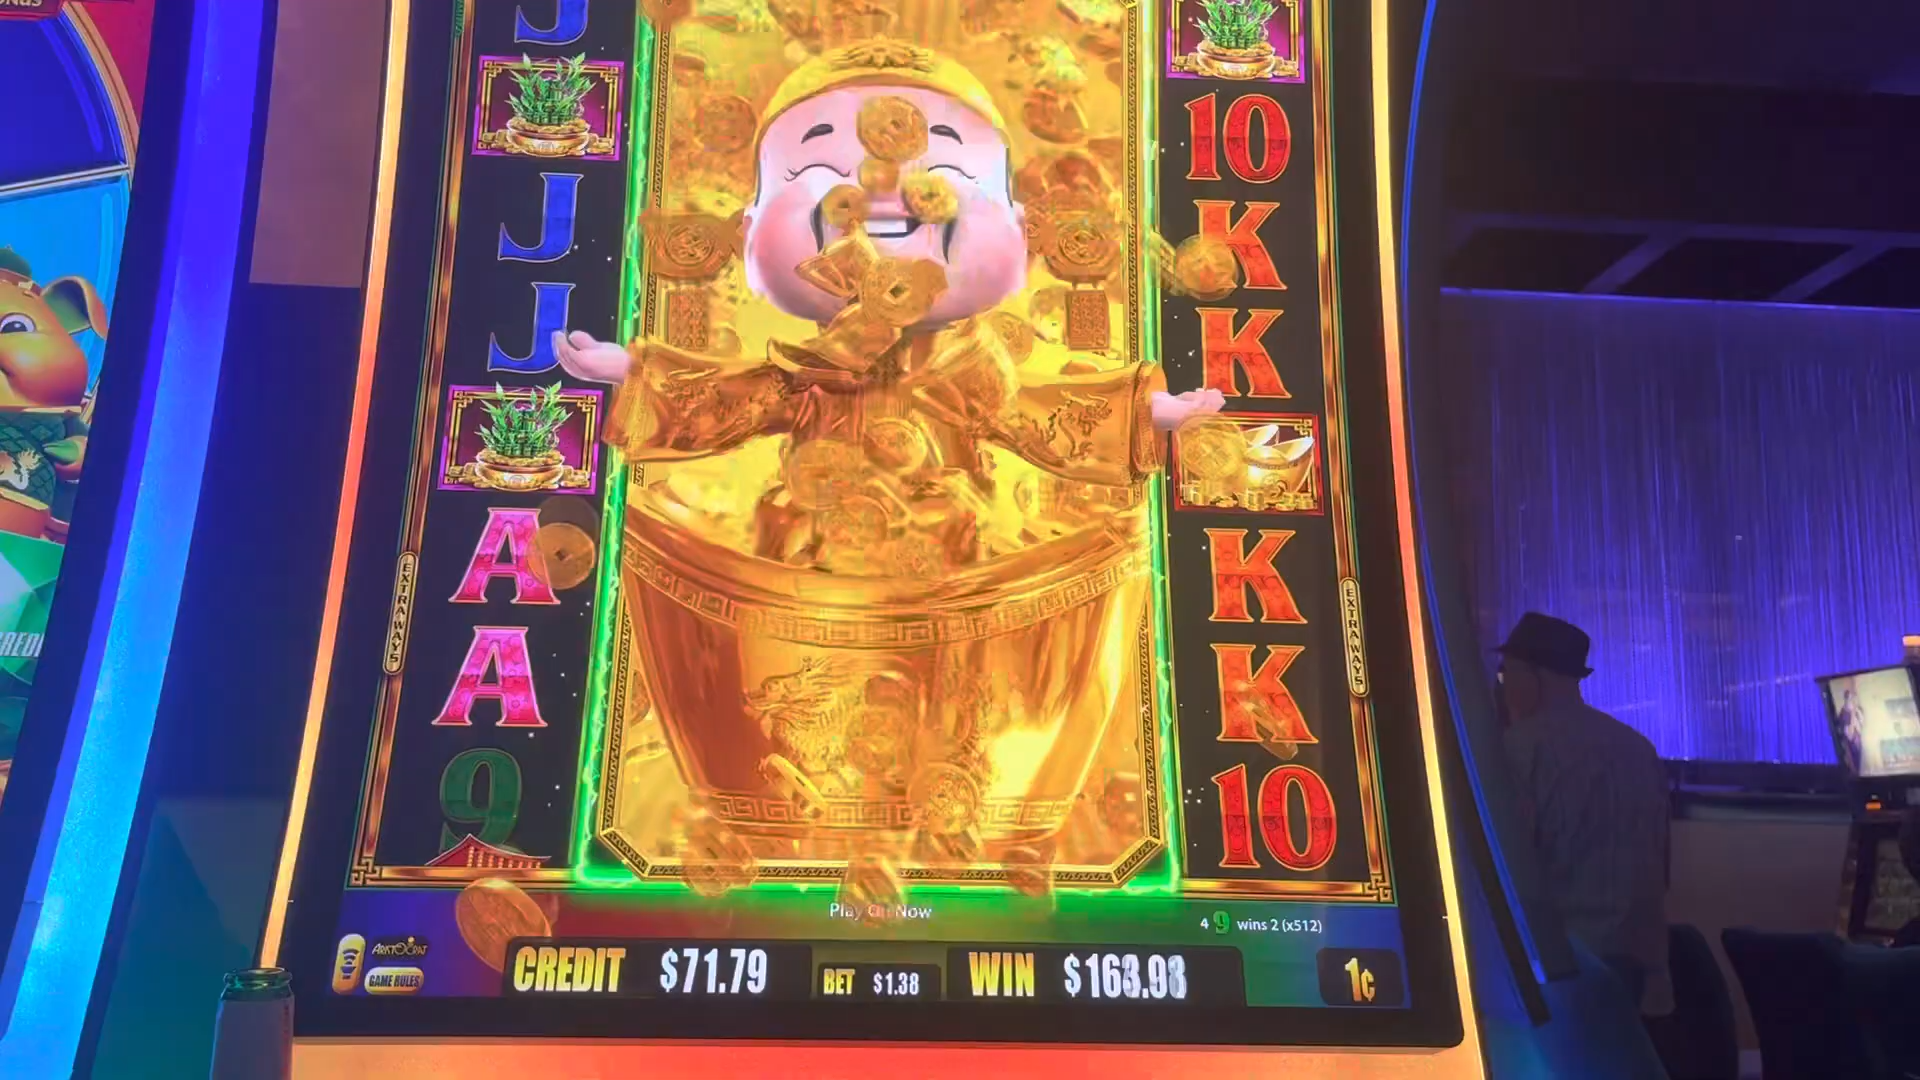 J
10
J
K
J
K
A
K
EXTRA WAYS
EXTRA WAYS
A
K
9
10
Play On Now
4 9 wins 2 (x512)
ARISTOCRAT
GAME RULES
CREDIT $71.79
BET $1.38
WIN
1¢